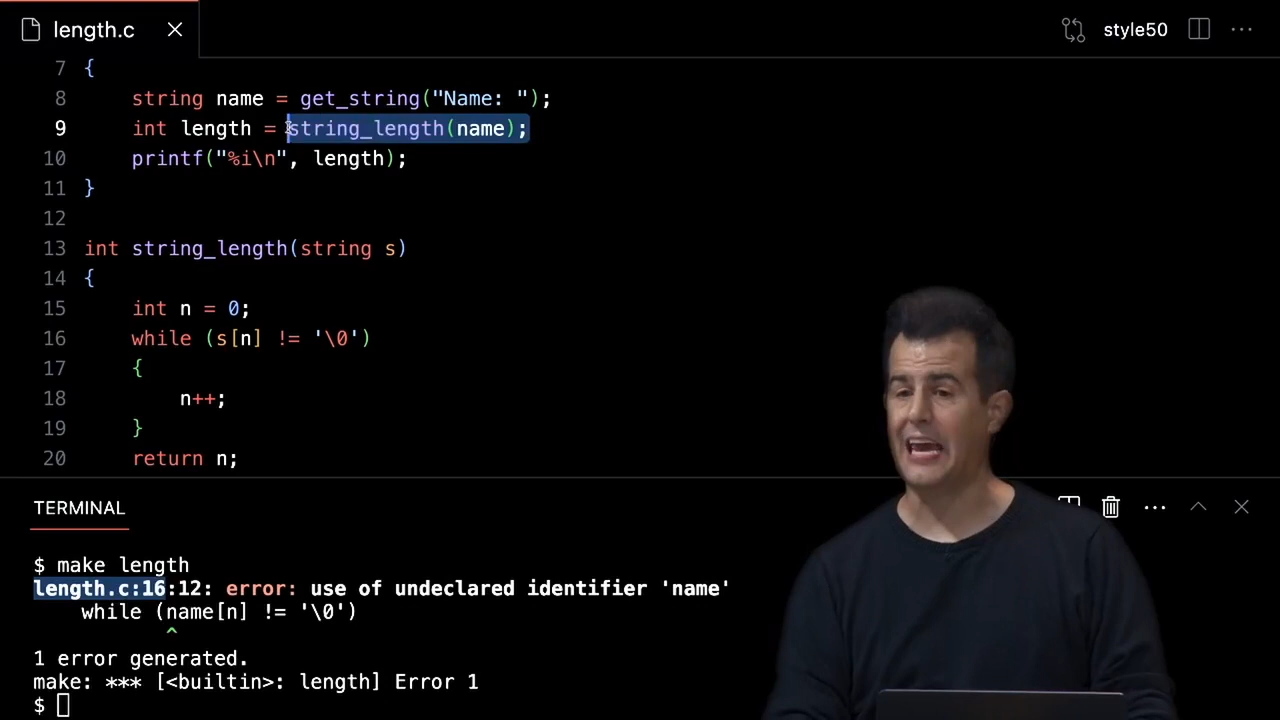 length.c
style50
7 {
8 string name = get_string("Name: ");
9 int length = string_length(name);
10 printf("%i\n", length);
11 }
12
13 int string_length(string s)
14 {
15 int n = 0;
16 while (s[n] != '\0')
17 {
18 n++;
19 }
20 return n;
TERMINAL
$ make length
length.c:16:12: error: use of undeclared identifier 'name'
while (name[n] != '\0')
^
1 error generated.
make: *** [<builtin>: length] Error 1
$